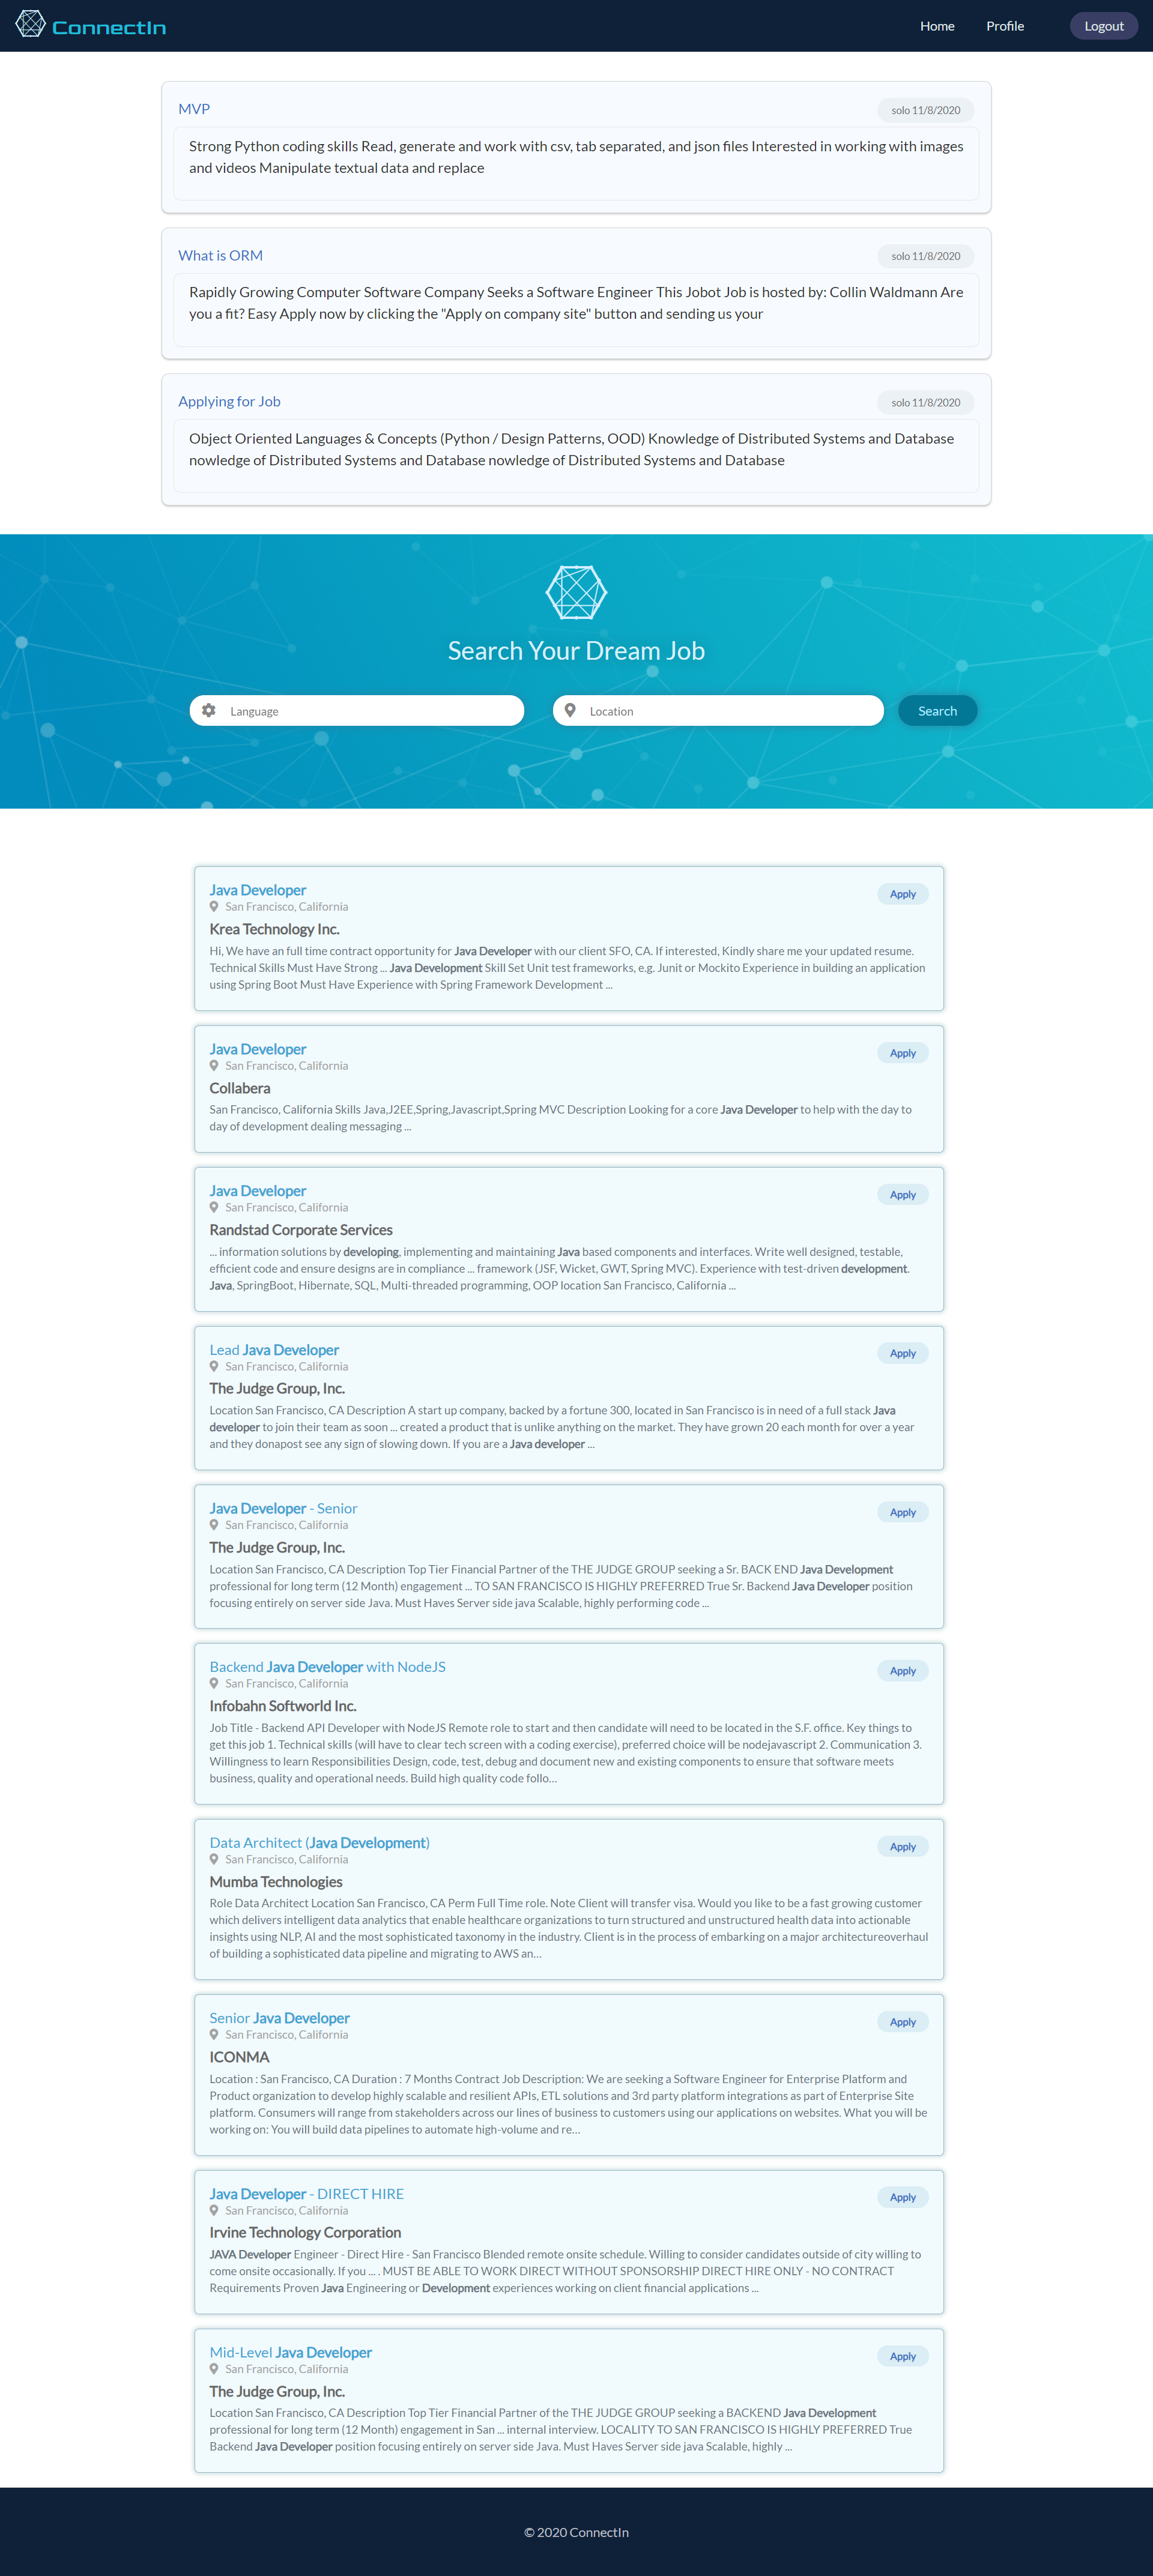 ConnectIn
Home Profile Logout
MVP
solo 11/8/2020
Strong Python coding skills Read, generate and work with csv, tab separated, and json files Interested in working with images
and videos Manipulate textual data and replace
What is ORM
solo 11/8/2020
Rapidly Growing Computer Software Company Seeks a Software Engineer This Jobot Job is hosted by: Collin Waldmann Are
you a fit? Easy Apply now by clicking the "Apply on company site" button and sending us your
Applying for Job
solo 11/8/2020
Object Oriented Languages & Concepts (Python / Design Patterns, OOD) Knowledge of Distributed Systems and Database
nowledge of Distributed Systems and Database nowledge of Distributed Systems and Database
Search Your Dream Job
Language
Location
Search
Java Developer
Apply
San Francisco, California
Krea Technology Inc.
Hi, We have an full time contract opportunity for Java Developer with our client SFO, CA. If interested, Kindly share me your updated resume.
Technical Skills Must Have Strong ... Java Development Skill Set Unit test frameworks, e.g. Junit or Mockito Experience in building an application
using Spring Boot Must Have Experience with Spring Framework Development ...
Java Developer
Apply
San Francisco, California
Collabera
San Francisco, California Skills Java,J2EE,Spring,Javascript,Spring MVC Description Looking for a core Java Developer to help with the day to
day of development dealing messaging ...
Java Developer
Apply
San Francisco, California
Randstad Corporate Services
... information solutions by developing, implementing and maintaining Java based components and interfaces. Write well designed, testable,
efficient code and ensure designs are in compliance ... framework (JSF, Wicket, GWT, Spring MVC). Experience with test-driven development.
Java, SpringBoot, Hibernate, SQL, Multi-threaded programming, OOP location San Francisco, California ...
Lead Java Developer
Apply
San Francisco, California
The Judge Group, Inc.
Location San Francisco, CA Description A start up company, backed by a fortune 300, located in San Francisco is in need of a full stack Java
developer to join their team as soon ... created a product that is unlike anything on the market. They have grown 20 each month for over a year
and they donapost see any sign of slowing down. If you are a Java developer ...
Java Developer - Senior
Apply
San Francisco, California
The Judge Group, Inc.
Location San Francisco, CA Description Top Tier Financial Partner of the THE JUDGE GROUP seeking a Sr. BACK END Java Development
professional for long term (12 Month) engagement ... TO SAN FRANCISCO IS HIGHLY PREFERRED True Sr. Backend Java Developer position
focusing entirely on server side Java. Must Haves Server side java Scalable, highly performing code ...
Backend Java Developer with NodeJS
Apply
San Francisco, California
Infobahn Softworld Inc.
Job Title - Backend API Developer with NodeJS Remote role to start and then candidate will need to be located in the S.F. office. Key things to
get this job 1. Technical skills (will have to clear tech screen with a coding exercise), preferred choice will be nodejavascript 2. Communication 3.
Willingness to learn Responsibilities Design, code, test, debug and document new and existing components to ensure that software meets
business, quality and operational needs. Build high quality code follo...
Data Architect (Java Development)
Apply
San Francisco, California
Mumba Technologies
Role Data Architect Location San Francisco, CA Perm Full Time role. Note Client will transfer visa. Would you like to be a fast growing customer
which delivers intelligent data analytics that enable healthcare organizations to turn structured and unstructured health data into actionable
insights using NLP, AI and the most sophisticated taxonomy in the industry. Client is in the process of embarking on a major architectureoverhaul
of building a sophisticated data pipeline and migrating to AWS an...
Senior Java Developer
Apply
San Francisco, California
ICONMA
Location : San Francisco, CA Duration : 7 Months Contract Job Description: We are seeking a Software Engineer for Enterprise Platform and
Product organization to develop highly scalable and resilient APIs, ETL solutions and 3rd party platform integrations as part of Enterprise Site
platform. Consumers will range from stakeholders across our lines of business to customers using our applications on websites. What you will be
working on: You will build data pipelines to automate high-volume and re...
Java Developer - DIRECT HIRE
Apply
San Francisco, California
Irvine Technology Corporation
JAVA Developer Engineer - Direct Hire - San Francisco Blended remote onsite schedule. Willing to consider candidates outside of city willing to
come onsite occasionally. If you ... . MUST BE ABLE TO WORK DIRECT WITHOUT SPONSORSHIP DIRECT HIRE ONLY - NO CONTRACT
Requirements Proven Java Engineering or Development experiences working on client financial applications ...
Mid-Level Java Developer
Apply
San Francisco, California
The Judge Group, Inc.
Location San Francisco, CA Description Top Tier Financial Partner of the THE JUDGE GROUP seeking a BACKEND Java Development
professional for long term (12 Month) engagement in San ... internal interview. LOCALITY TO SAN FRANCISCO IS HIGHLY PREFERRED True
Backend Java Developer position focusing entirely on server side Java. Must Haves Server side java Scalable, highly ...
© 2020 ConnectIn